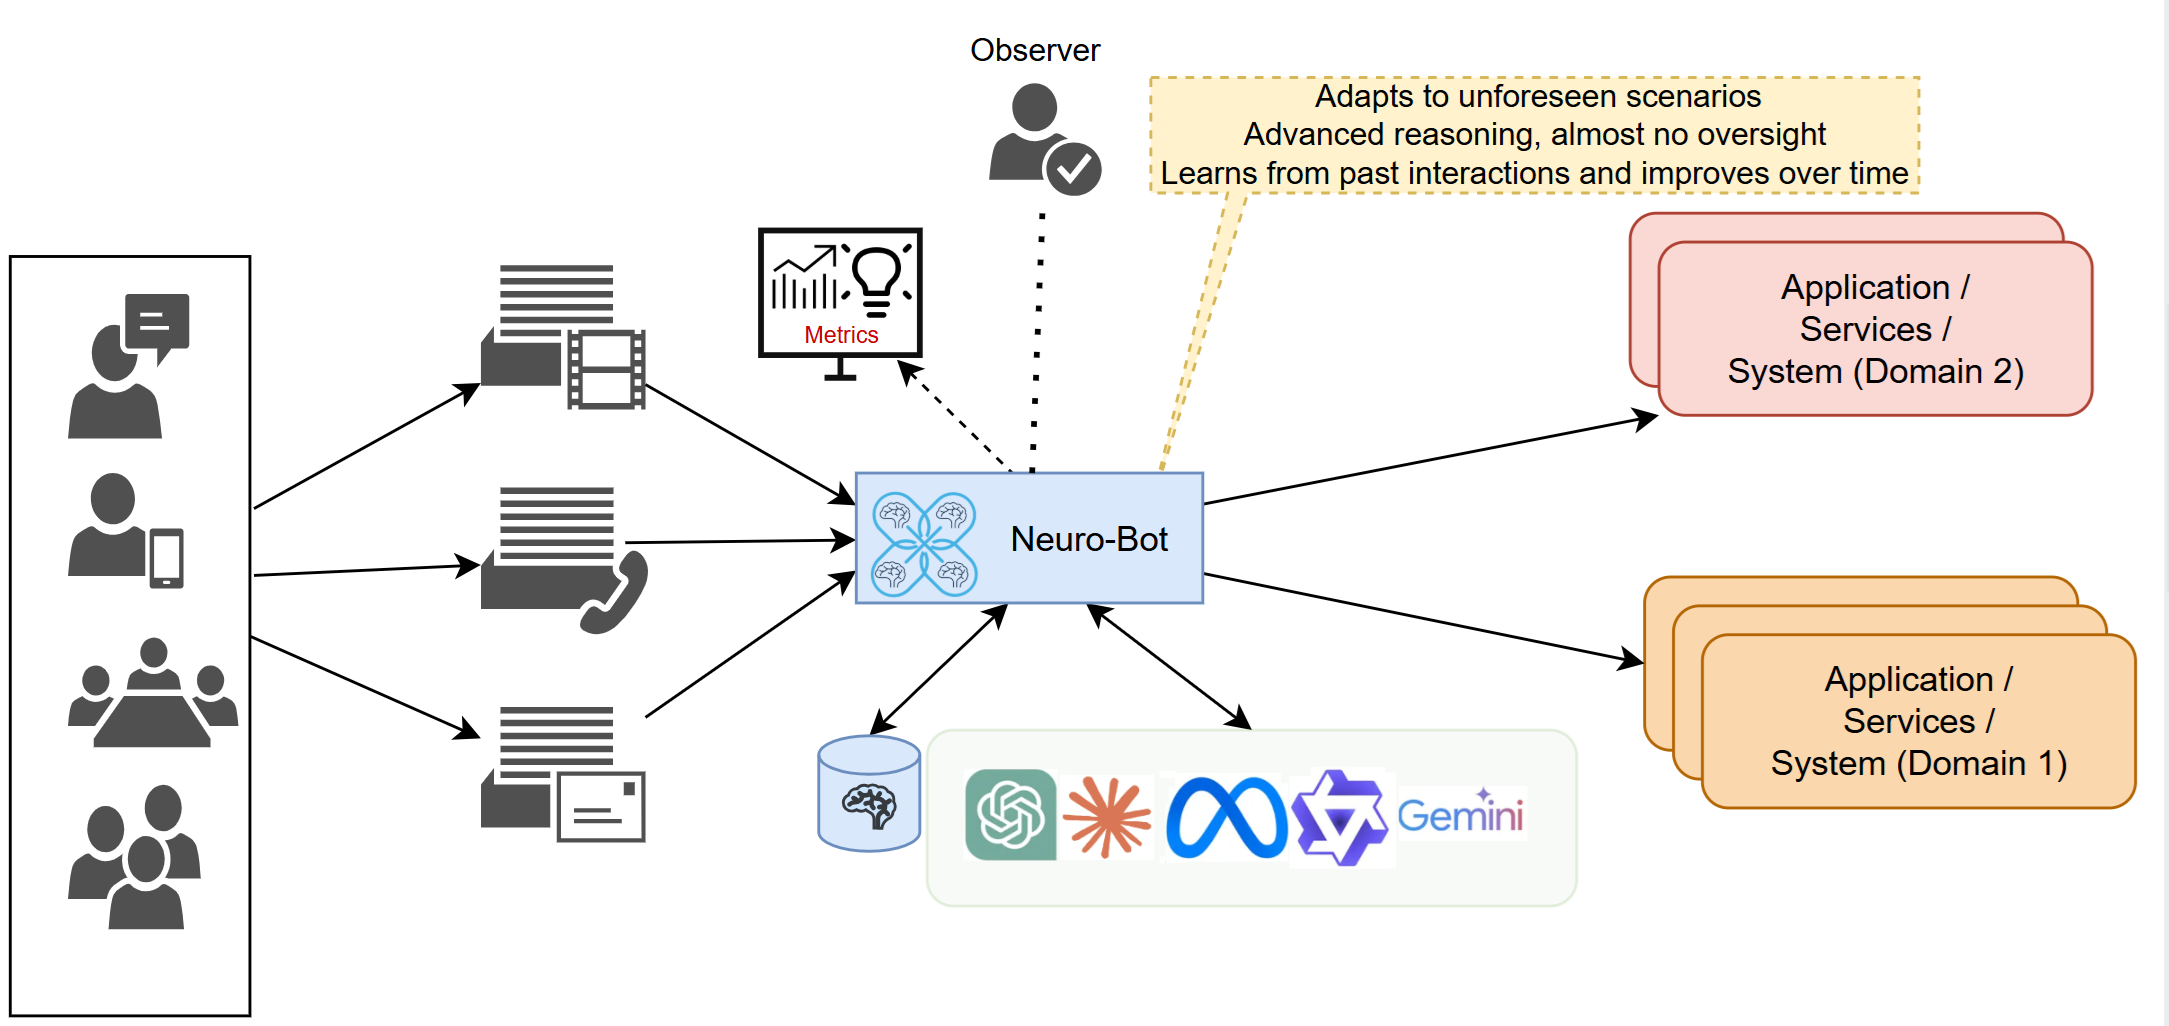 Observer
Adapts to unforeseen scenarios
Advanced reasoning, almost no oversight
Learns from past interactions and improves over time
Metrics
Application /
Services /
System (Domain 2)
Neuro-Bot
Application /
Services /
System (Domain 1)
Gemini